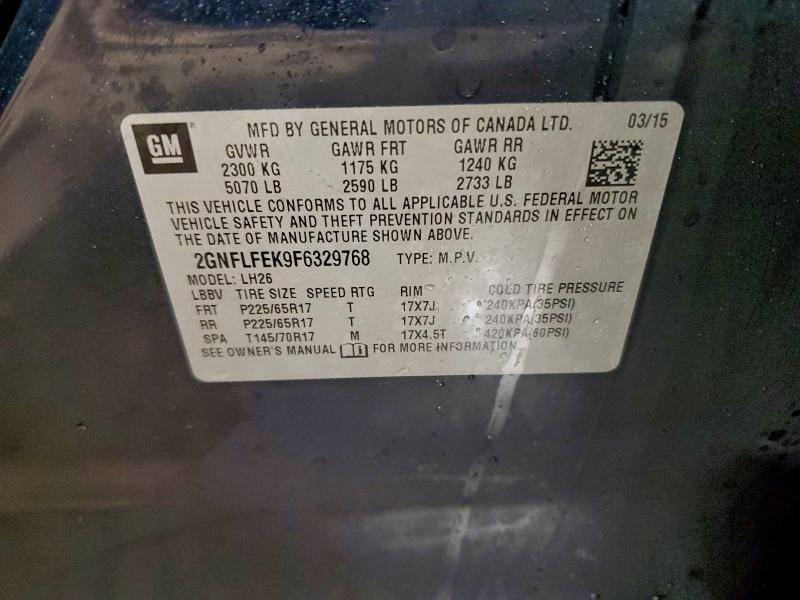 GM
MFD BY GENERAL MOTORS OF CANADA LTD. 03/15
GVWR GAWR FRT GAWR RR
2300 KG 1175 KG 1240 KG
5070 LB 2590 LB 2733 LB
THIS VEHICLE CONFORMS TO ALL APPLICABLE U.S. FEDERAL MOTOR
VEHICLE SAFETY AND THEFT PREVENTION STANDARDS IN EFFECT ON
THE DATE OF MANUFACTURE SHOWN ABOVE.
2GNFLFEK9F6329768 TYPE: M.P.V.
MODEL: LH26
LBBV TIRE SIZE SPEED RTG RIM COLD TIRE PRESSURE
FRT P225/65R17 T 17X7J 240KPA(35PSI)
RR P225/65R17 T 17X7J 240KPA(35PSI)
SPA T145/70R17 M 17X4.5T 420KPA(60PSI)
SEE OWNER'S MANUAL FOR MORE INFORMATION